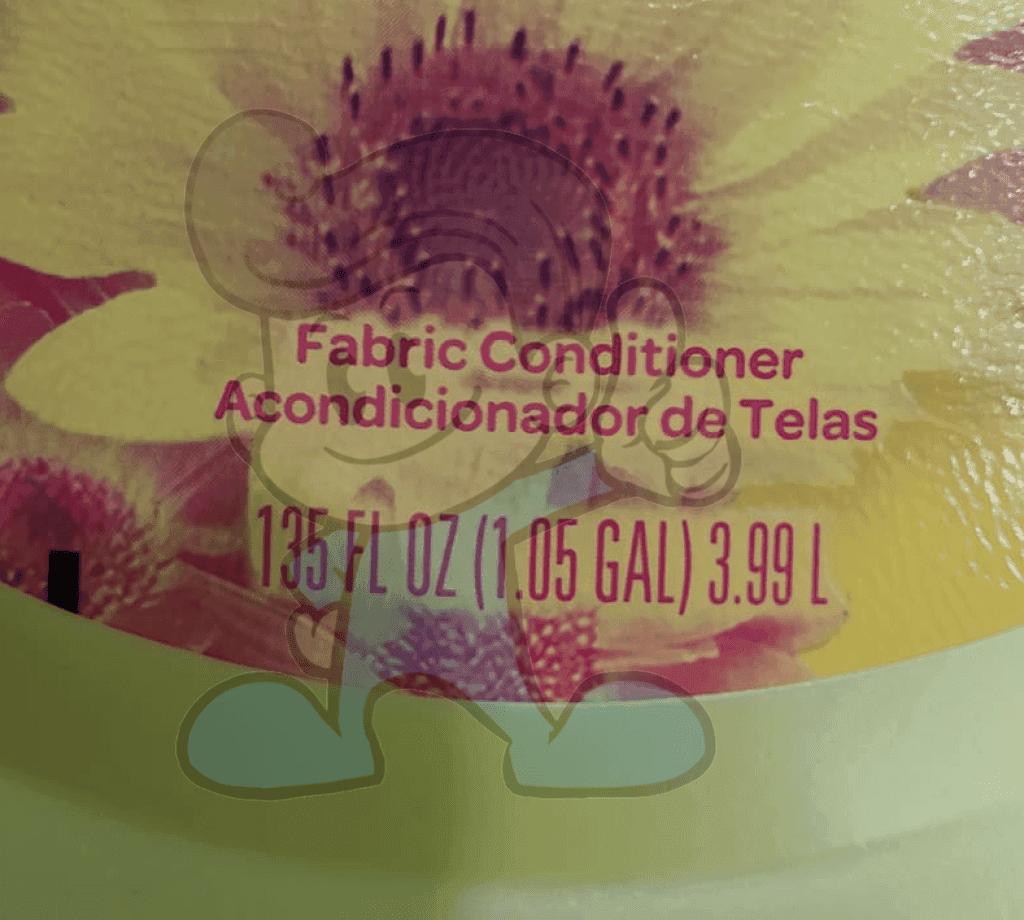 Fabric Conditioner
Acondicionador de Telas
135 FL OZ (1.05 GAL) 3.99 L